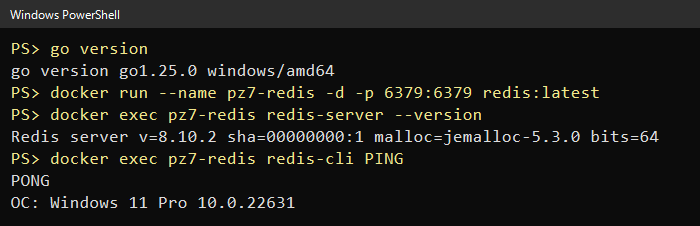 Windows PowerShell
PS> go version
go version go1.25.0 windows/amd64
PS> docker run --name pz7-redis -d -p 6379:6379 redis:latest
PS> docker exec pz7-redis redis-server --version
Redis server v=8.10.2 sha=00000000:1 malloc=jemalloc-5.3.0 bits=64
PS> docker exec pz7-redis redis-cli PING
PONG
ОС: Windows 11 Pro 10.0.22631